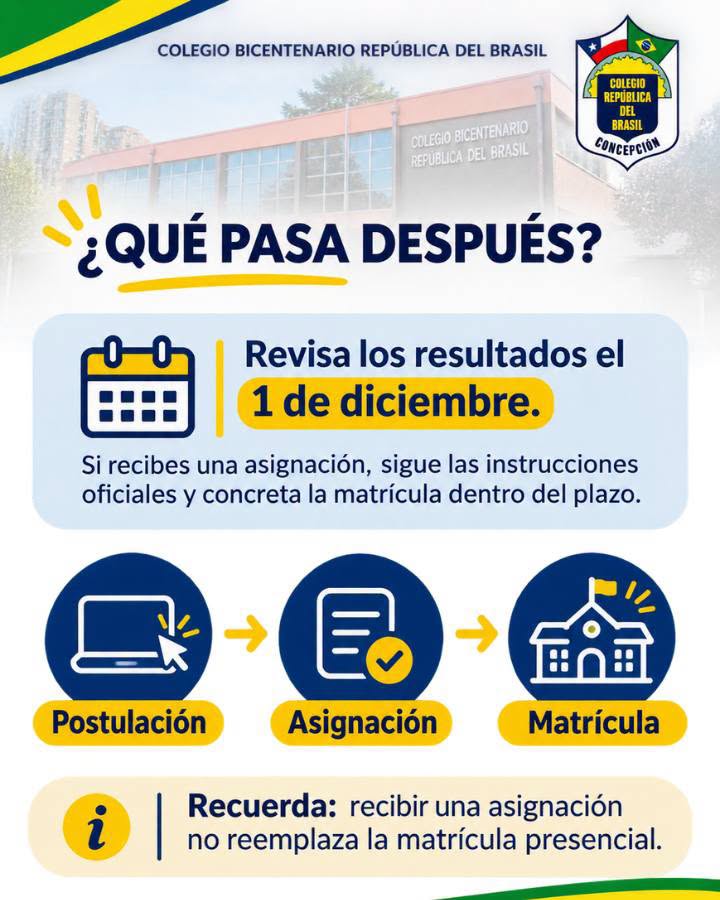 COLEGIO BICENTENARIO REPÚBLICA DEL BRASIL
COLEGIO
REPÚBLICA
DEL
BRASIL
CONCEPCIÓN
COLEGIO BICENTENARIO
REPÚBLICA DEL BRASIL
¿QUÉ PASA DESPUÉS?
Revisa los resultados el
1 de diciembre.
Si recibes una asignación, sigue las instrucciones
oficiales y concreta la matrícula dentro del plazo.
Postulación
Asignación
Matrícula
Recuerda: recibir una asignación
no reemplaza la matrícula presencial.